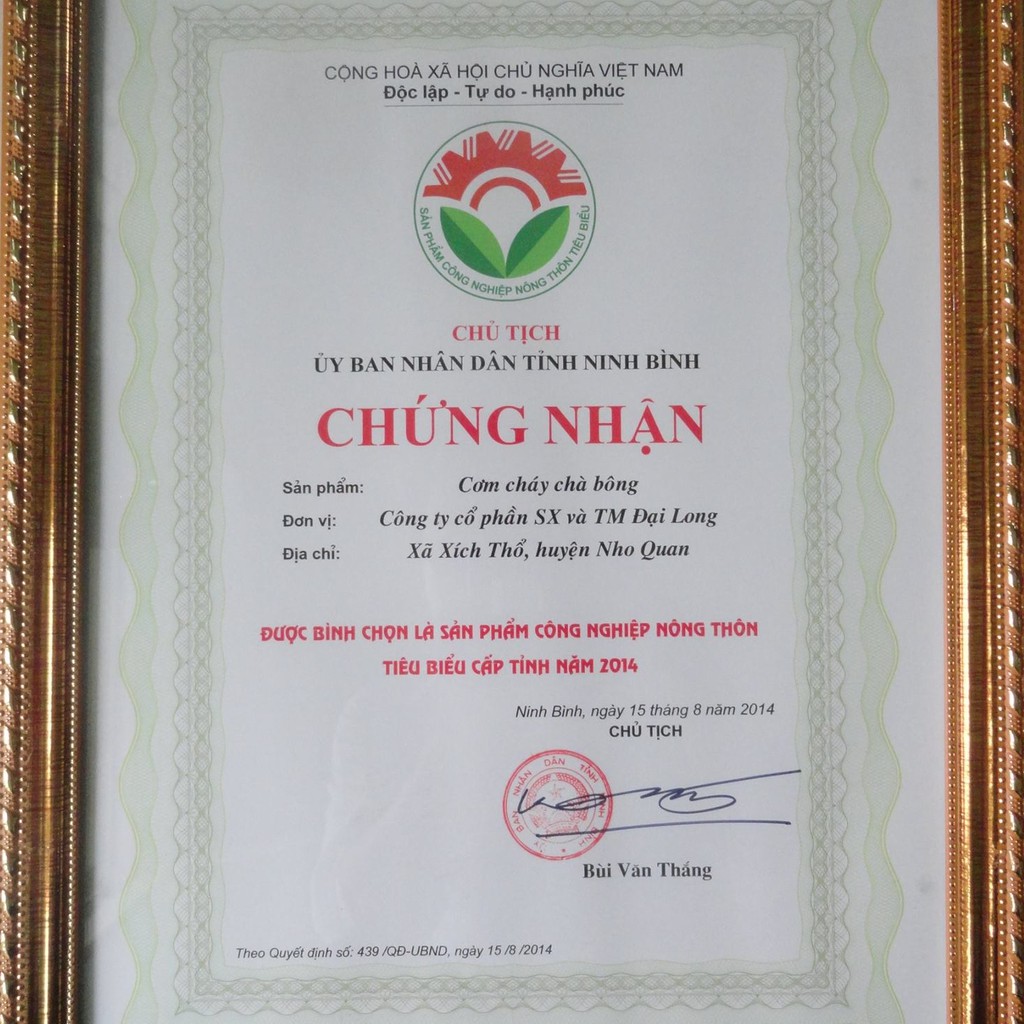 CỘNG HOÀ XÃ HỘI CHỦ NGHĨA VIỆT NAM
Độc lập - Tự do - Hạnh phúc
SẢN PHẨM CÔNG NGHIỆP NÔNG THÔN TIÊU BIỂU
CHỦ TỊCH
ỦY BAN NHÂN DÂN TỈNH NINH BÌNH
CHỨNG NHẬN
Sản phẩm: Cơm cháy chà bông
Đơn vị: Công ty cổ phần SX và TM Đại Long
Địa chỉ: Xã Xích Thổ, huyện Nho Quan
ĐƯỢC BÌNH CHỌN LÀ SẢN PHẨM CÔNG NGHIỆP NÔNG THÔN
TIÊU BIỂU CẤP TỈNH NĂM 2014
Ninh Bình, ngày 15 tháng 8 năm 2014
CHỦ TỊCH
BAN NHÂN DÂN TỈNH
Bùi Văn Thắng
Theo Quyết định số: 439 /QĐ-UBND, ngày 15 /8 /2014